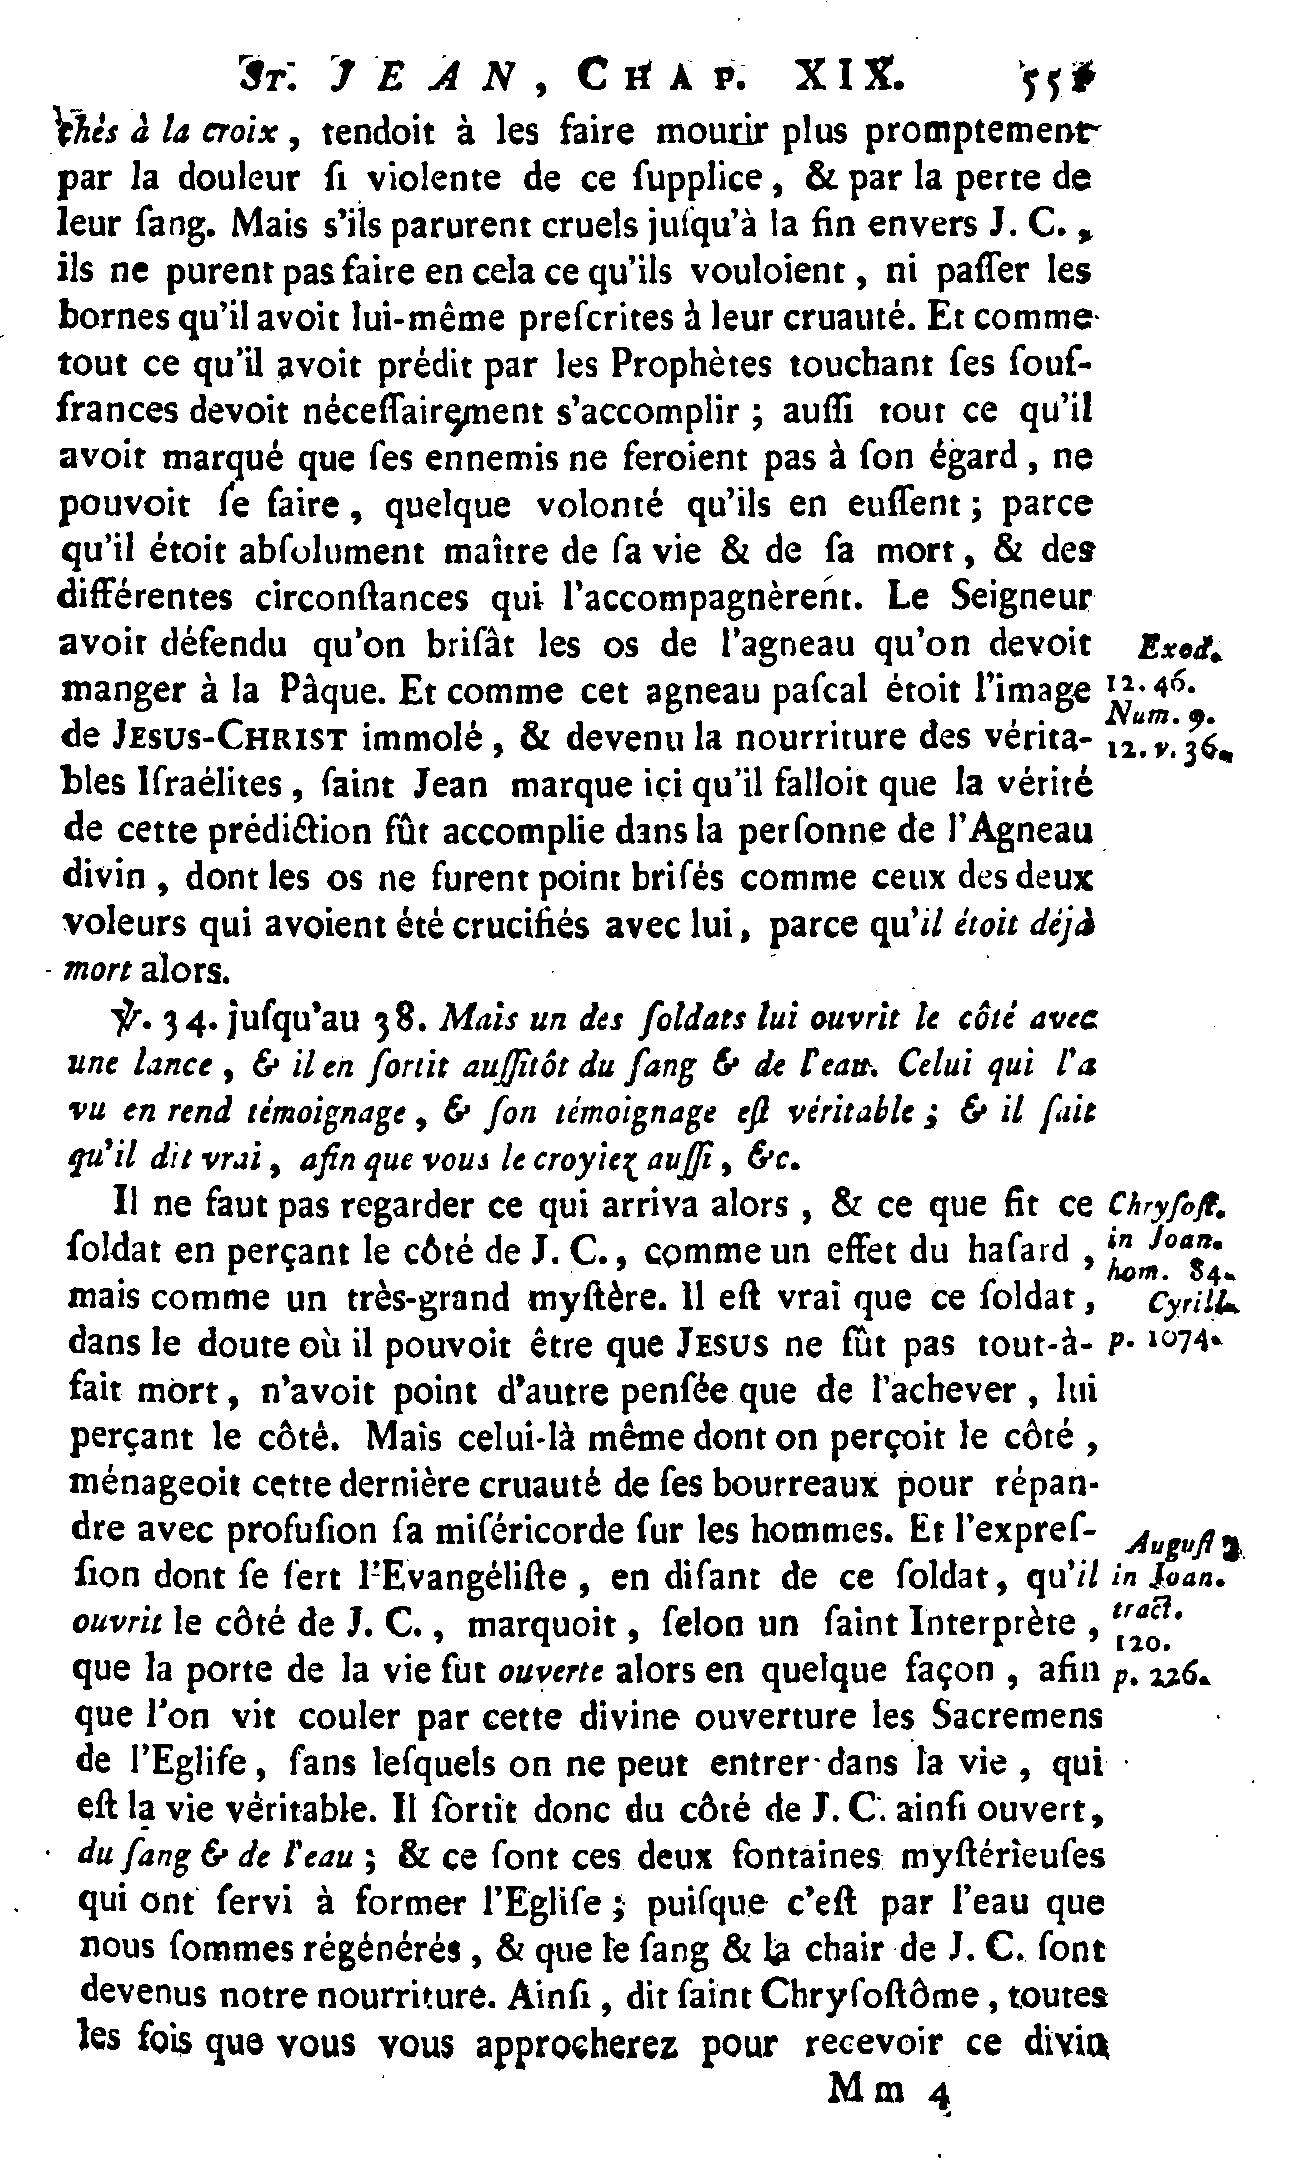 ST. JEAN, CHAP. XIX.
chés à la croix, tendoit à les faire mourir plus promptement
par la douleur ſi violente de ce ſupplice, & par la perte de
leur ſang. Mais s'ils parurent cruels juſqu'à la fin envers J. C.,
ils ne purent pas faire en cela ce qu'ils vouloient, ni paſſer les
bornes qu'il avoit lui-même preſcrites à leur cruauté. Et comme
tout ce qu'il avoit prédit par les Prophètes touchant ſes ſouf-
frances devoit néceſſairement s'accomplir ; auſſi tout ce qu'il
avoit marqué que ſes ennemis ne feroient pas à ſon égard, ne
pouvoit ſe faire, quelque volonté qu'ils en euſſent ; parce
qu'il étoit abſolument maître de ſa vie & de ſa mort, & des
différentes circonſtances qui l'accompagnèrent. Le Seigneur
avoit défendu qu'on briſât les os de l'agneau qu'on devoit
manger à la Pâque. Et comme cet agneau paſcal étoit l'image
de JESUS-CHRIST immolé, & devenu la nourriture des vérita-
bles Iſraélites, ſaint Jean marque ici qu'il falloit que la vérité
de cette prédiction fût accomplie dans la perſonne de l'Agneau
divin, dont les os ne furent point briſés comme ceux des deux
voleurs qui avoient été crucifiés avec lui, parce qu'il étoit déjà
mort alors.
Exod.
12. 46.
Num. 9.
12. v. 36.
℣. 34. juſqu'au 38. Mais un des ſoldats lui ouvrit le côté avec
une lance, & il en ſortit auſſitôt du ſang & de l'eau. Celui qui l'a
vu en rend témoignage, & ſon témoignage eſt véritable ; & il ſait
qu'il dit vrai, afin que vous le croyiez auſſi, &c.
Il ne faut pas regarder ce qui arriva alors, & ce que fit ce
ſoldat en perçant le côté de J. C., comme un effet du haſard,
mais comme un très-grand myſtère. Il eſt vrai que ce ſoldat,
dans le doute où il pouvoit être que JESUS ne fût pas tout-à-
fait mort, n'avoit point d'autre penſée que de l'achever, lui
perçant le côté. Mais celui-là même dont on perçoit le côté,
ménageoit cette dernière cruauté de ſes bourreaux pour répan-
dre avec profuſion ſa miſéricorde ſur les hommes. Et l'expreſ-
ſion dont ſe ſert l'Evangéliſte, en diſant de ce ſoldat, qu'il
ouvrit le côté de J. C., marquoit, ſelon un ſaint Interprète,
que la porte de la vie fut ouverte alors en quelque façon, afin
que l'on vit couler par cette divine ouverture les Sacremens
de l'Egliſe, ſans leſquels on ne peut entrer dans la vie, qui
eſt la vie véritable. Il ſortit donc du côté de J. C. ainſi ouvert,
du ſang & de l'eau ; & ce ſont ces deux fontaines myſtérieuſes
qui ont ſervi à former l'Egliſe ; puiſque c'eſt par l'eau que
nous ſommes régénérés, & que le ſang & la chair de J. C. ſont
devenus notre nourriture. Ainſi, dit ſaint Chryſoſtôme, toutes
les fois que vous vous approcherez pour recevoir ce divin
Chryſoſt.
in Joan.
hom. 84.
Cyrill.
p. 1074.
Auguſt.
in Joan.
tract.
120.
p. 226.
Mm 4